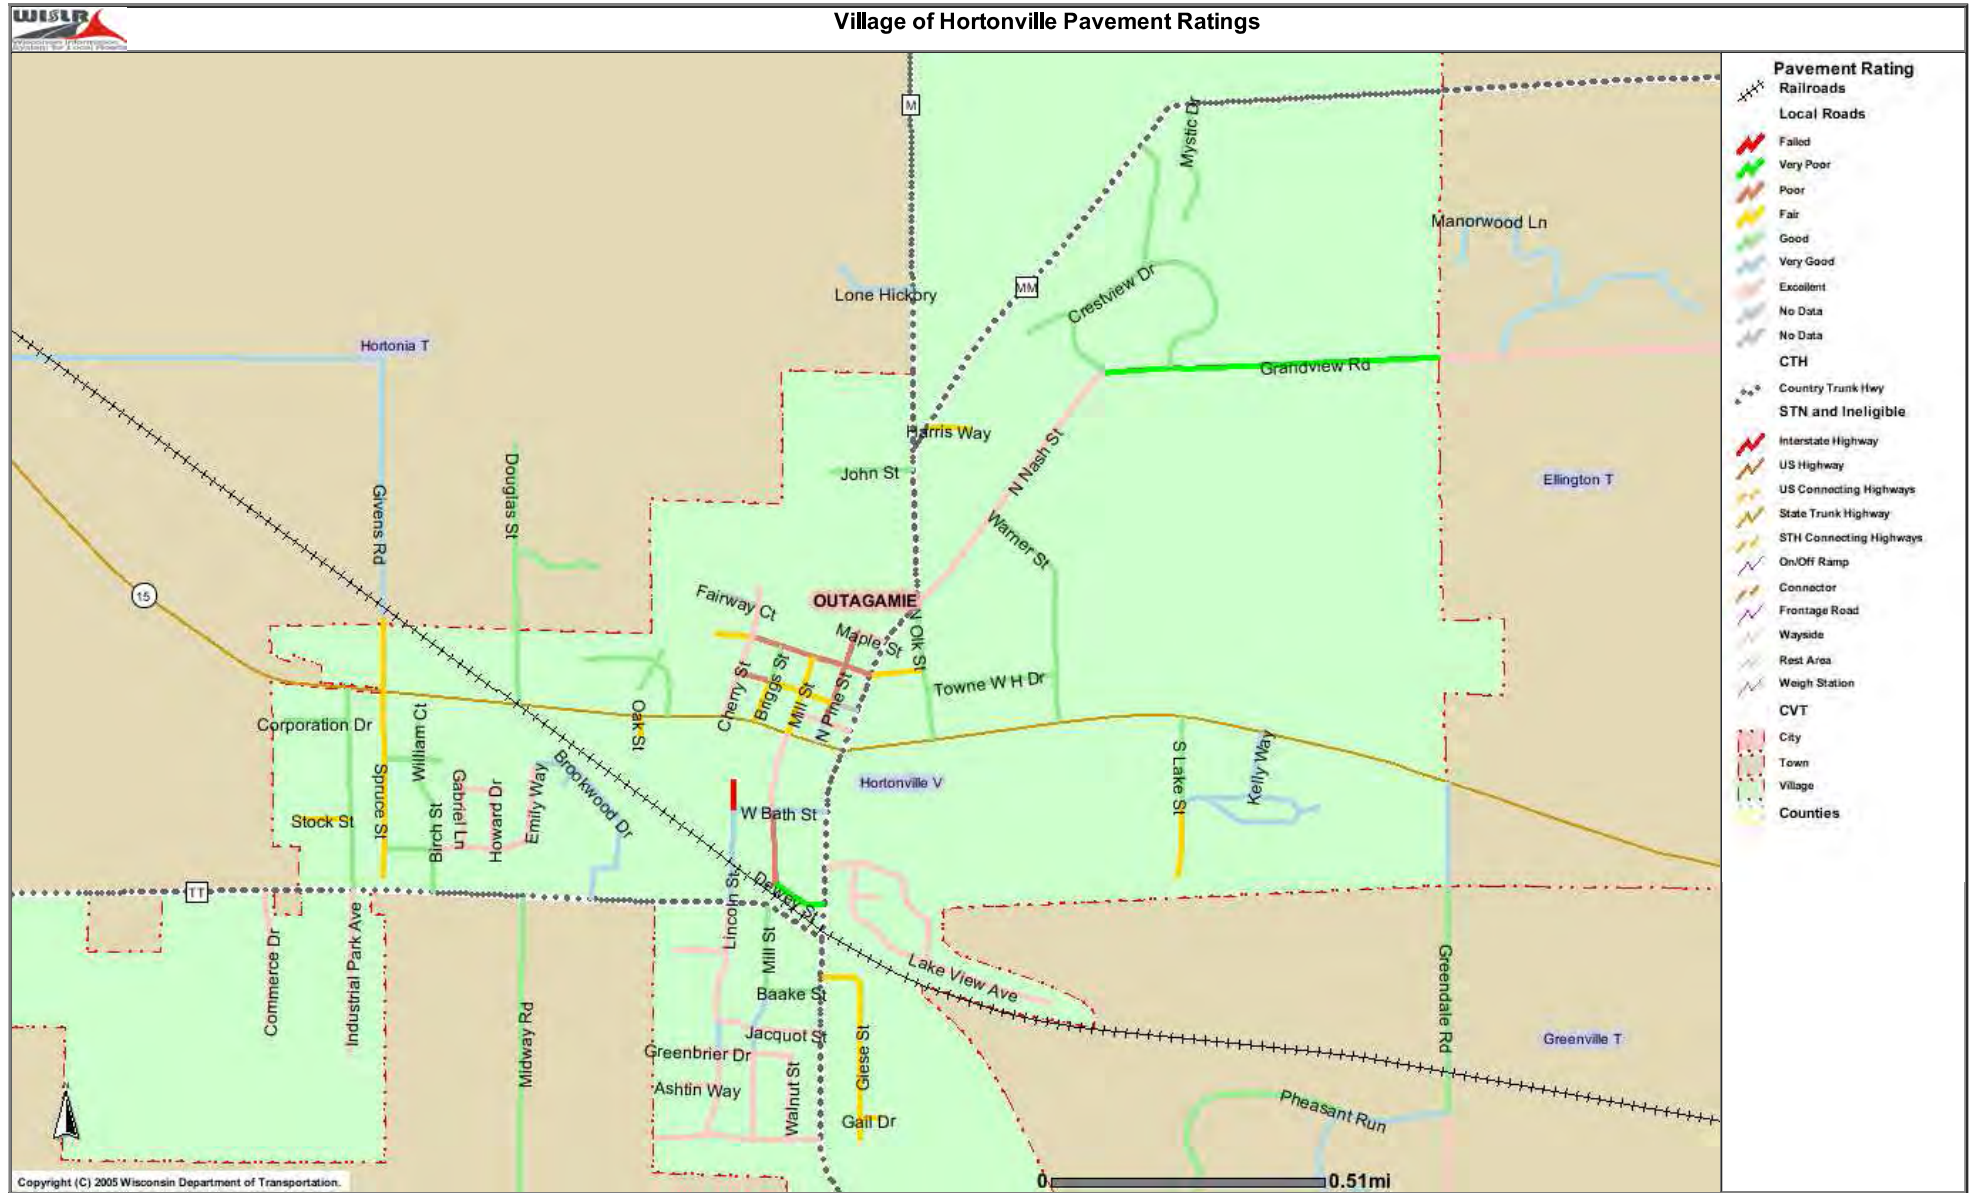 WISLR
Wisconsin Information
System for Local Roads
Village of Hortonville Pavement Ratings
M
Mystic Dr
Manorwood Ln
MM
Lone Hickory
Crestview Dr
Hortonia T
Grandview Rd
Harris Way
N Nash St
John St
Ellington T
Douglas St
Givens Rd
Warner St
15
Fairway Ct
OUTAGAMIE
Maple St
N Olk St
Cherry St
Briggs St
Mill St
N Pine St
Towne W H Dr
Corporation Dr
William Ct
Oak St
Brookwood Dr
S Lake St
Kelly Way
Hortonville V
Spruce St
Gabriel Ln
Howard Dr
Emily Way
Stock St
Birch St
W Bath St
TT
Dewey St
Lincoln St
Commerce Dr
Industrial Park Ave
Midway Rd
Mill St
Lake View Ave
Baake St
Greendale Rd
Jacquot St
Giese St
Greenville T
Greenbrier Dr
Ashtin Way
Walnut St
Gail Dr
Pheasant Run
0
0.51mi
Copyright (C) 2005 Wisconsin Department of Transportation.
Pavement Rating
Railroads
Local Roads
Failed
Very Poor
Poor
Fair
Good
Very Good
Excellent
No Data
No Data
CTH
Country Trunk Hwy
STN and Ineligible
Interstate Highway
US Highway
US Connecting Highways
State Trunk Highway
STH Connecting Highways
On/Off Ramp
Connector
Frontage Road
Wayside
Rest Area
Weigh Station
CVT
City
Town
Village
Counties